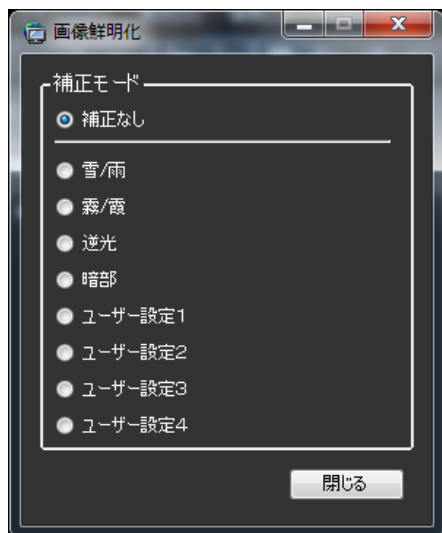 画像鮮明化
補正モード
補正なし
雪/雨
霧/霞
逆光
暗部
ユーザー設定1
ユーザー設定2
ユーザー設定3
ユーザー設定4
閉じる